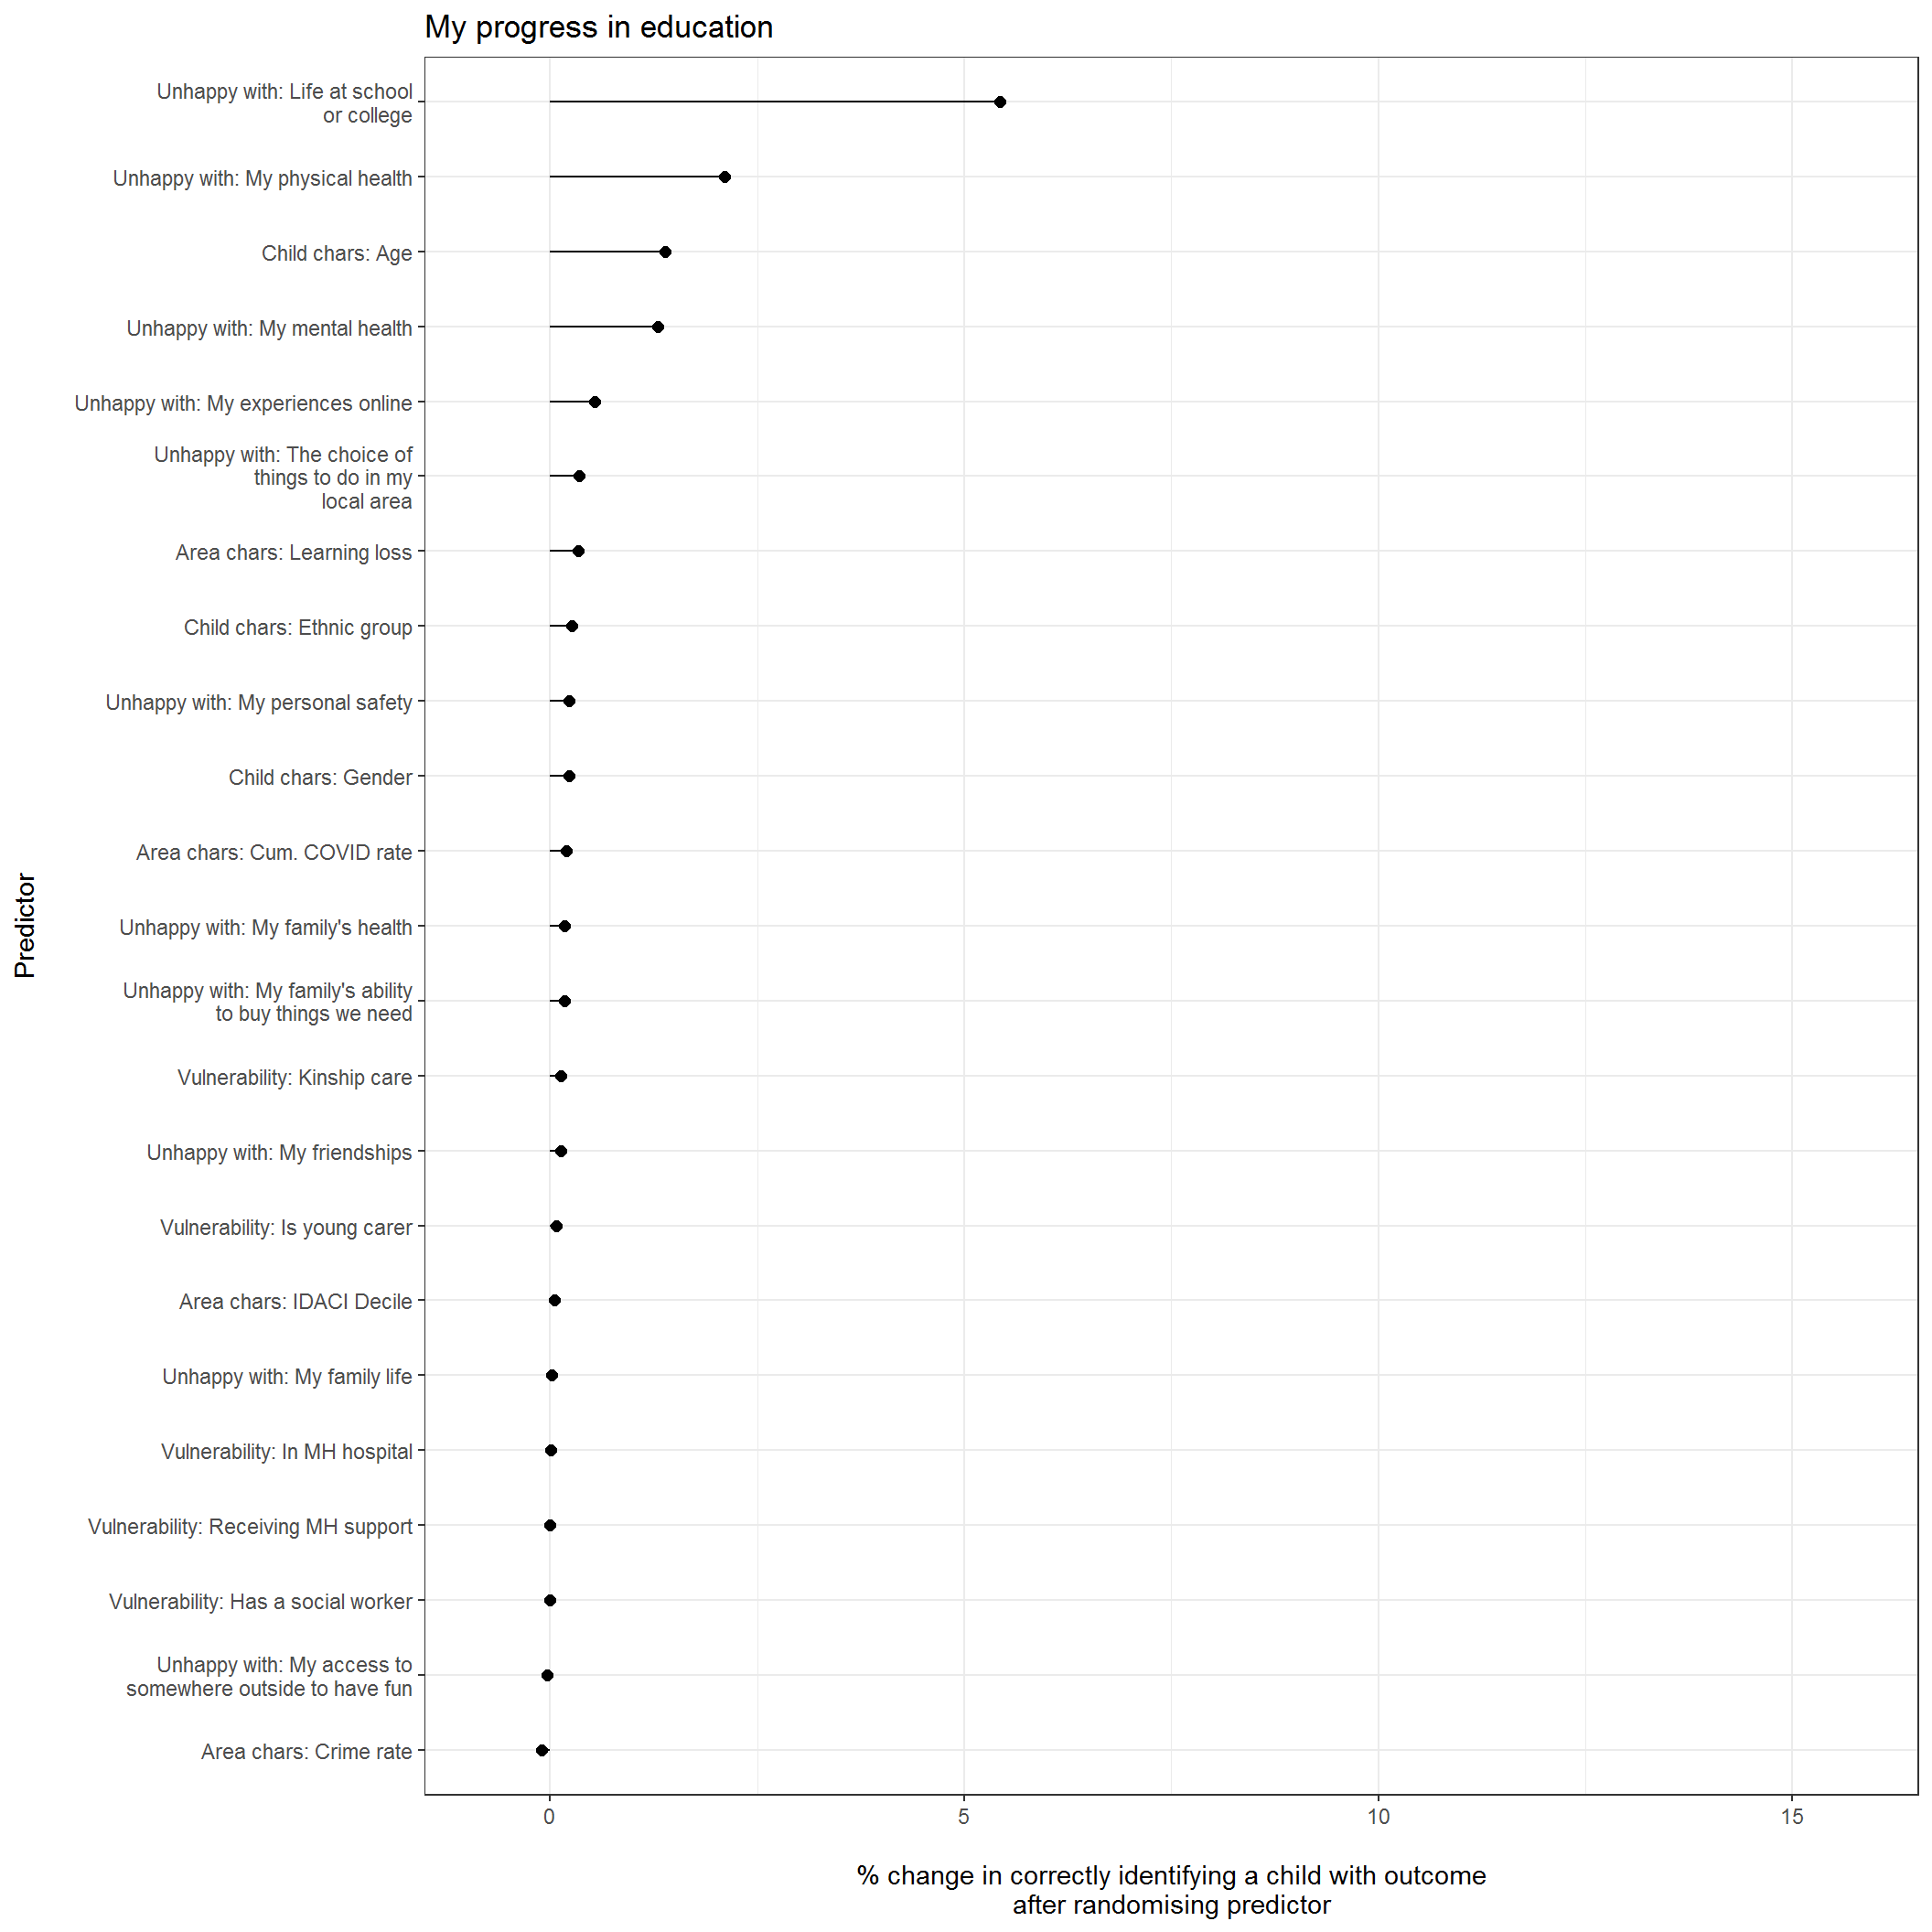 My progress in education
Unhappy with: Life at school
or college
Unhappy with: My physical health
Child chars: Age
Unhappy with: My mental health
Unhappy with: My experiences online
Unhappy with: The choice of
things to do in my
local area
Area chars: Learning loss
Child chars: Ethnic group
Unhappy with: My personal safety
Child chars: Gender
Area chars: Cum. COVID rate
Unhappy with: My family's health
Unhappy with: My family's ability
to buy things we need
Vulnerability: Kinship care
Unhappy with: My friendships
Vulnerability: Is young carer
Area chars: IDACI Decile
Unhappy with: My family life
Vulnerability: In MH hospital
Vulnerability: Receiving MH support
Vulnerability: Has a social worker
Unhappy with: My access to
somewhere outside to have fun
Area chars: Crime rate
Predictor
0 5 10 15
% change in correctly identifying a child with outcome
after randomising predictor